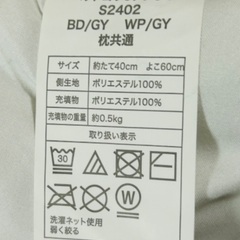 S2402
BD/GY WP/GY
枕共通
サイズ 約たて40cm よこ60cm
側生地 ポリエステル100%
充填物 ポリエステル100%
充填物の重量 約0.5kg
取り扱い表示
30
W
洗濯ネット使用
弱く絞る